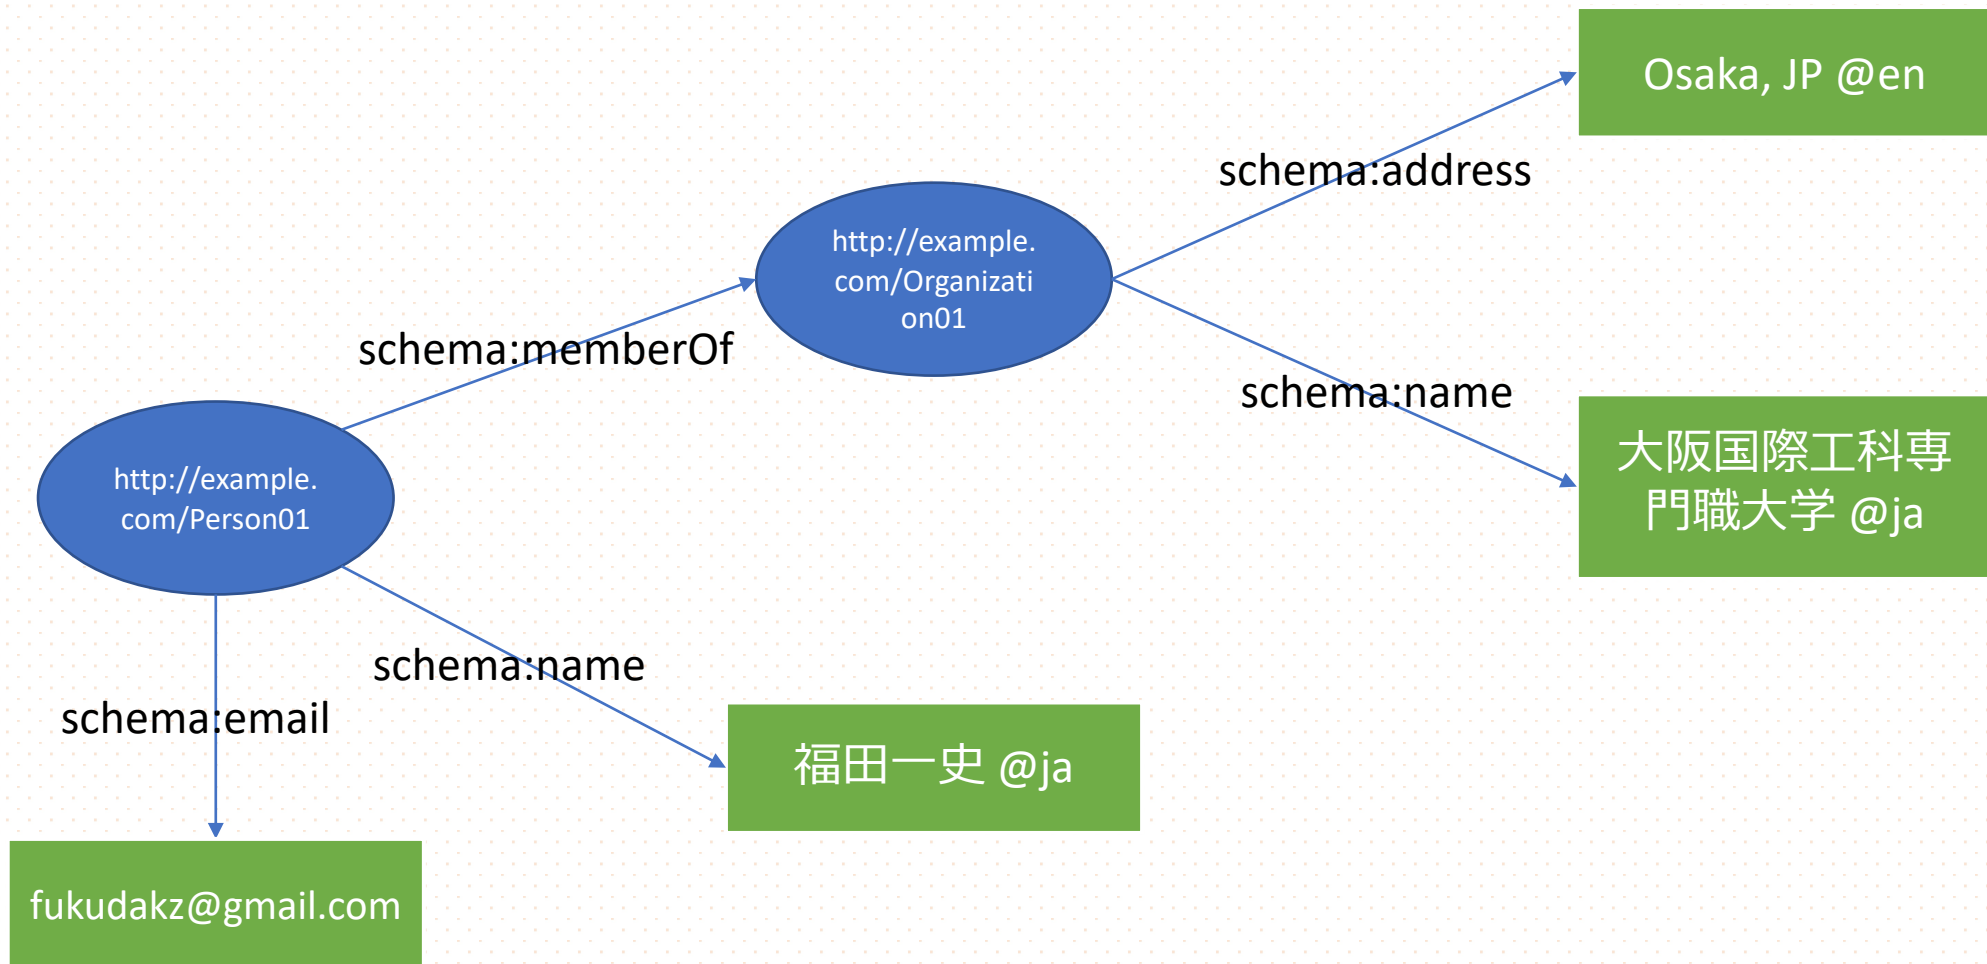 Osaka, JP @en
schema:address
http://example.
com/Organizati
on01
schema:memberOf
schema:name
大阪国際工科専
門職大学 @ja
http://example.
com/Person01
schema:name
schema:email
福田一史 @ja
fukudakz@gmail.com